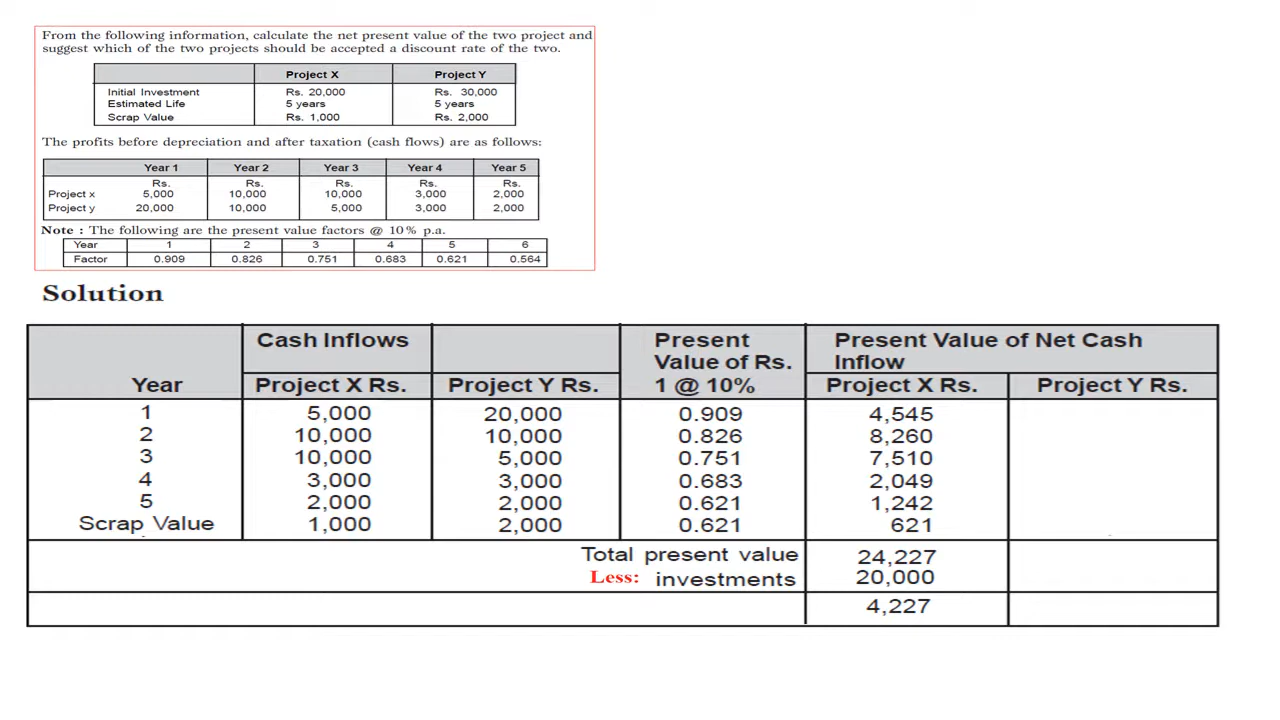 From the following information, calculate the net present value of the two project and
suggest which of the two projects should be accepted a discount rate of the two.
Project X Project Y
Initial Investment Rs. 20,000 Rs. 30,000
Estimated Life 5 years 5 years
Scrap Value Rs. 1,000 Rs. 2,000
The profits before depreciation and after taxation (cash flows) are as follows:
Year 1 Year 2 Year 3 Year 4 Year 5
Rs. Rs. Rs. Rs. Rs.
Project x 5,000 10,000 10,000 3,000 2,000
Project y 20,000 10,000 5,000 3,000 2,000
Note : The following are the present value factors @ 10% p.a.
Year 1 2 3 4 5 6
Factor 0.909 0.826 0.751 0.683 0.621 0.564
Solution
Cash Inflows Present Present Value of Net Cash
Value of Rs. Inflow
Year Project X Rs. Project Y Rs. 1 @ 10% Project X Rs. Project Y Rs.
1 5,000 20,000 0.909 4,545
2 10,000 10,000 0.826 8,260
3 10,000 5,000 0.751 7,510
4 3,000 3,000 0.683 2,049
5 2,000 2,000 0.621 1,242
Scrap Value 1,000 2,000 0.621 621
Total present value 24,227
Less: investments 20,000
4,227